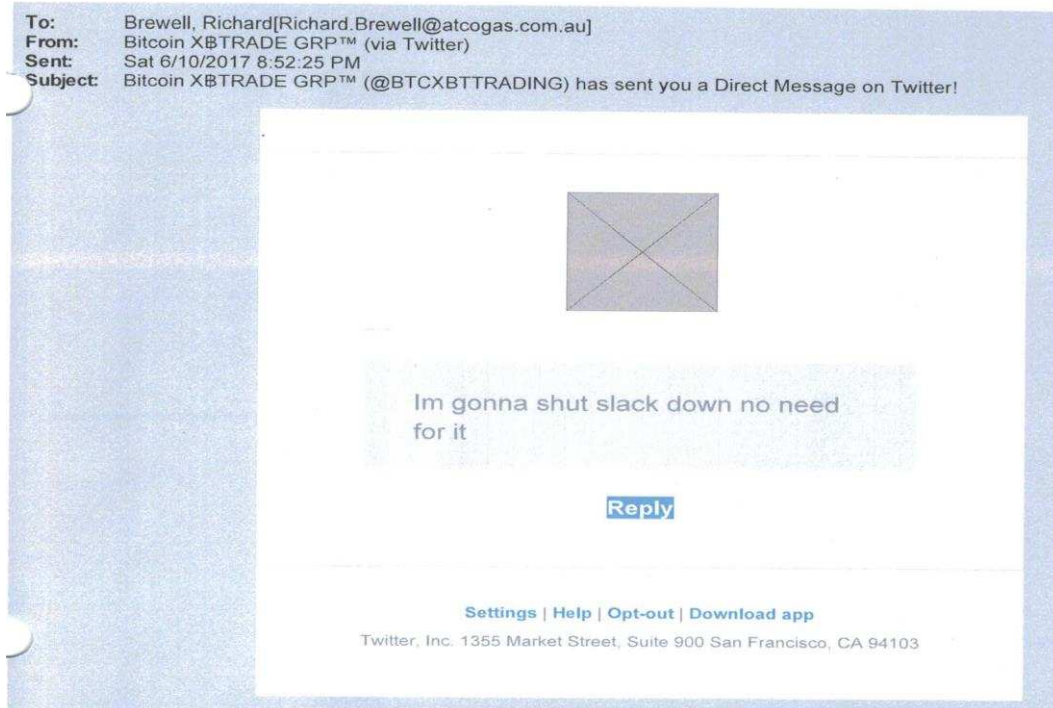 To: Brewell, Richard[Richard.Brewell@atcogas.com.au]
From: Bitcoin XɃTRADE GRP™ (via Twitter)
Sent: Sat 6/10/2017 8:52:25 PM
Subject: Bitcoin XɃTRADE GRP™ (@BTCXBTTRADING) has sent you a Direct Message on Twitter!
Im gonna shut slack down no need
for it
Reply
Settings | Help | Opt-out | Download app
Twitter, Inc. 1355 Market Street, Suite 900 San Francisco, CA 94103